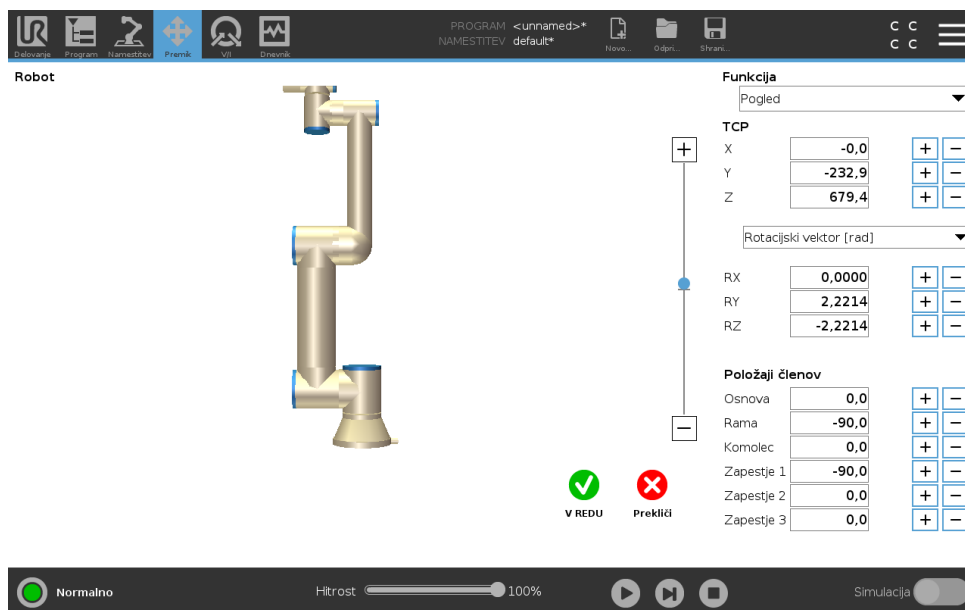 PROGRAM <unnamed>*
NAMESTITEV default*
Delovanje Program Namestitev Premik V/I Dnevnik Novo... Odpri... Shrani...
C C
C C
Robot
Funkcija
Pogled
TCP
X -0,0 + −
Y -232,9 + −
Z 679,4 + −
Rotacijski vektor [rad]
RX 0,0000 + −
RY 2,2214 + −
RZ -2,2214 + −
Položaji členov
Osnova 0,0 + −
Rama -90,0 + −
Komolec 0,0 + −
Zapestje 1 -90,0 + −
Zapestje 2 0,0 + −
Zapestje 3 0,0 + −
V REDU Prekliči
Normalno Hitrost 100% Simulacija